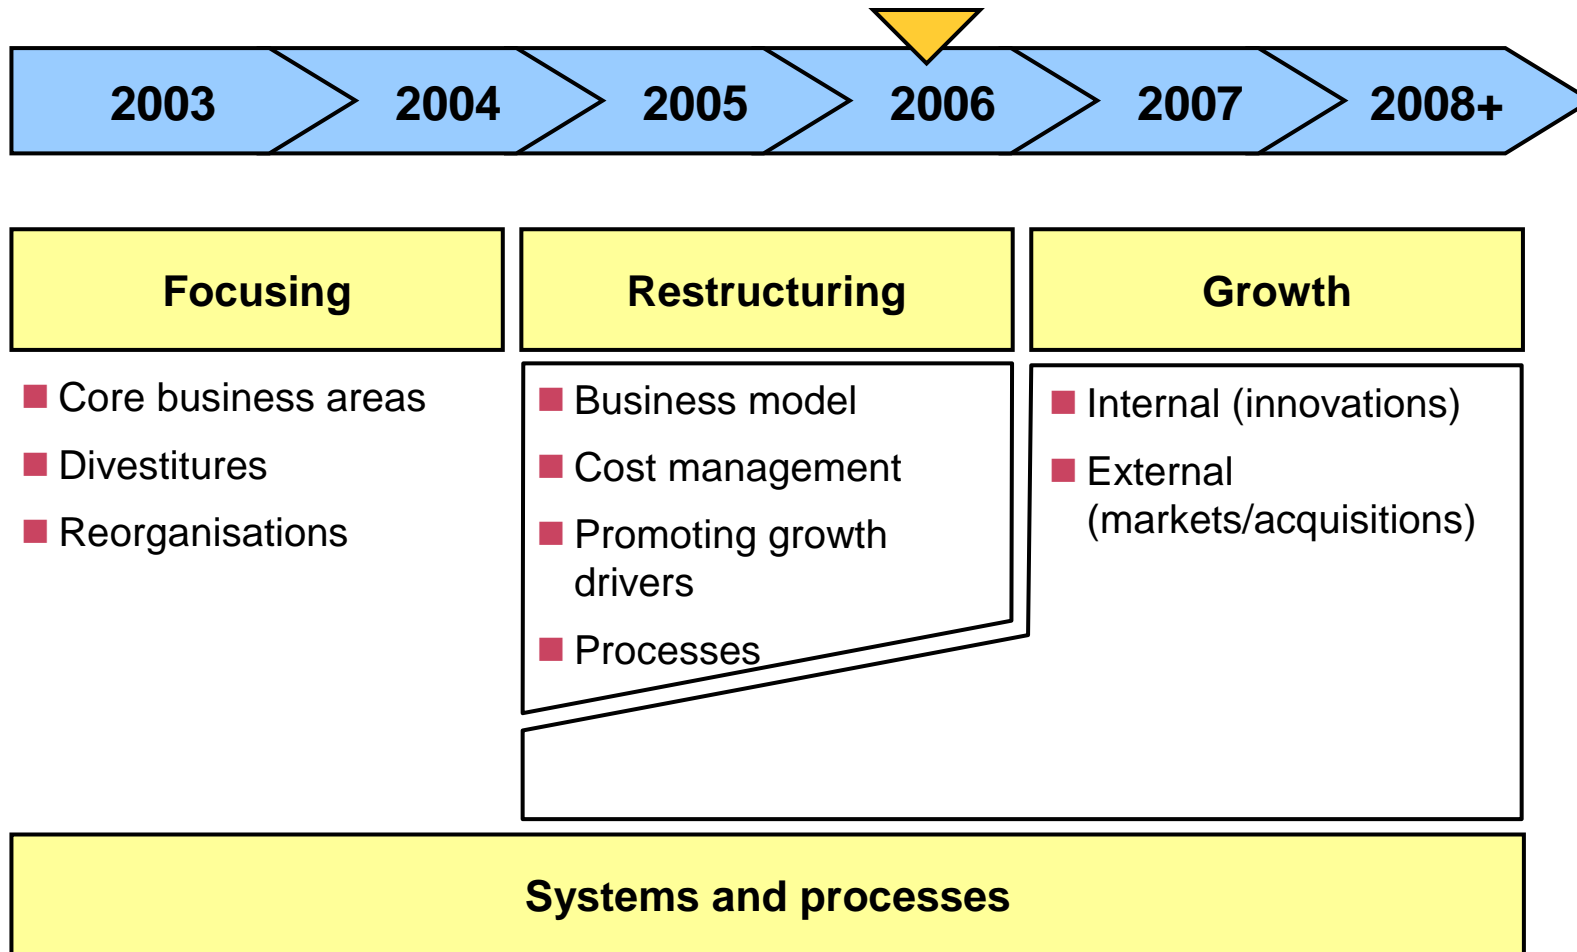 2003 2004 2005 2006 2007 2008+
Focusing Restructuring Growth
Core business areas
Divestitures
Reorganisations
Business model
Cost management
Promoting growth
drivers
Processes
Internal (innovations)
External
(markets/acquisitions)
Systems and processes